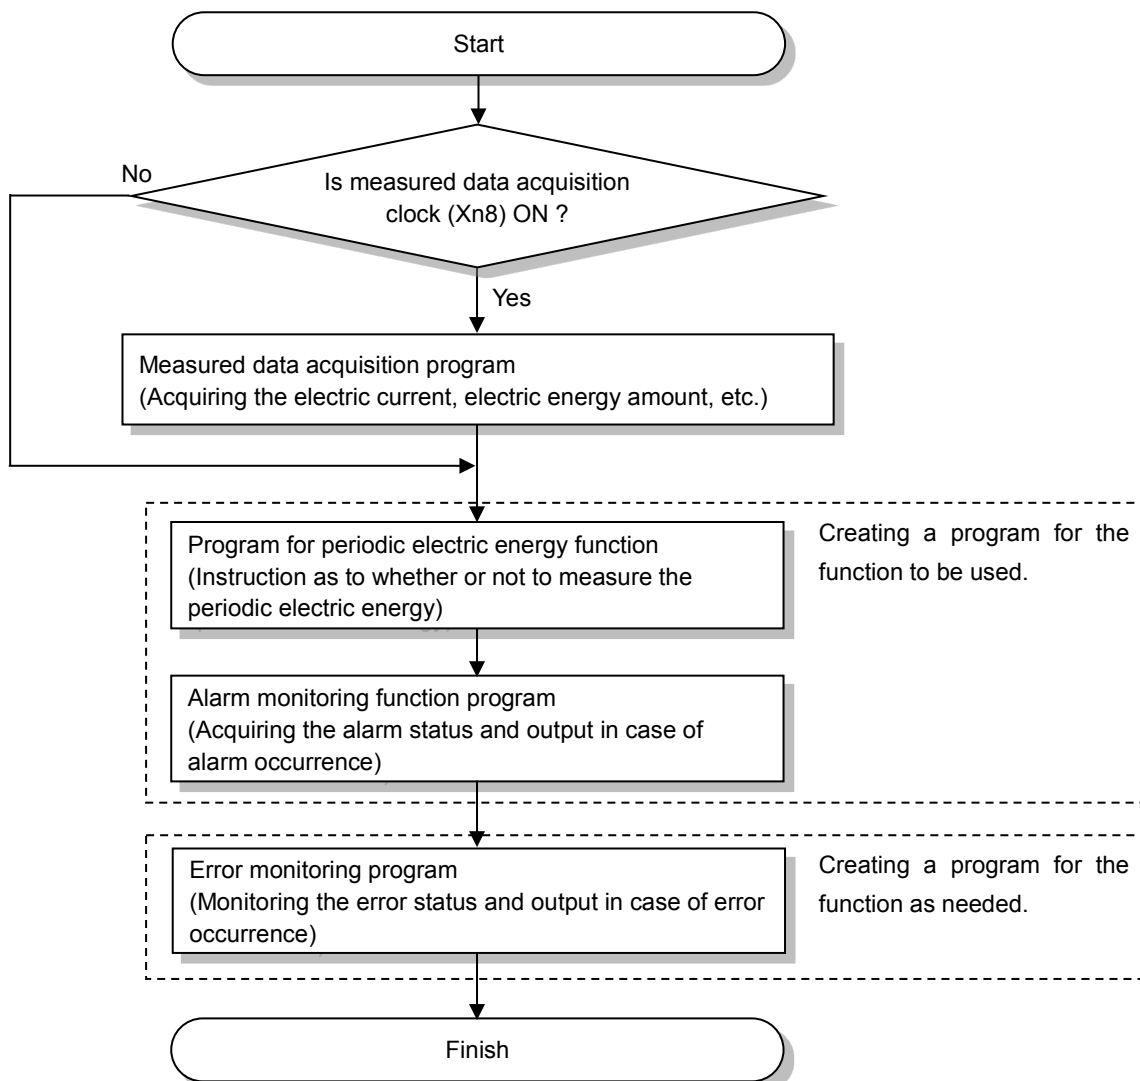 Start
No
Is measured data acquisition
clock (Xn8) ON ?
Yes
Measured data acquisition program
(Acquiring the electric current, electric energy amount, etc.)
Program for periodic electric energy function
(Instruction as to whether or not to measure the
periodic electric energy)
Creating a program for the
function to be used.
Alarm monitoring function program
(Acquiring the alarm status and output in case of
alarm occurrence)
Error monitoring program
(Monitoring the error status and output in case of error
occurrence)
Creating a program for the
function as needed.
Finish